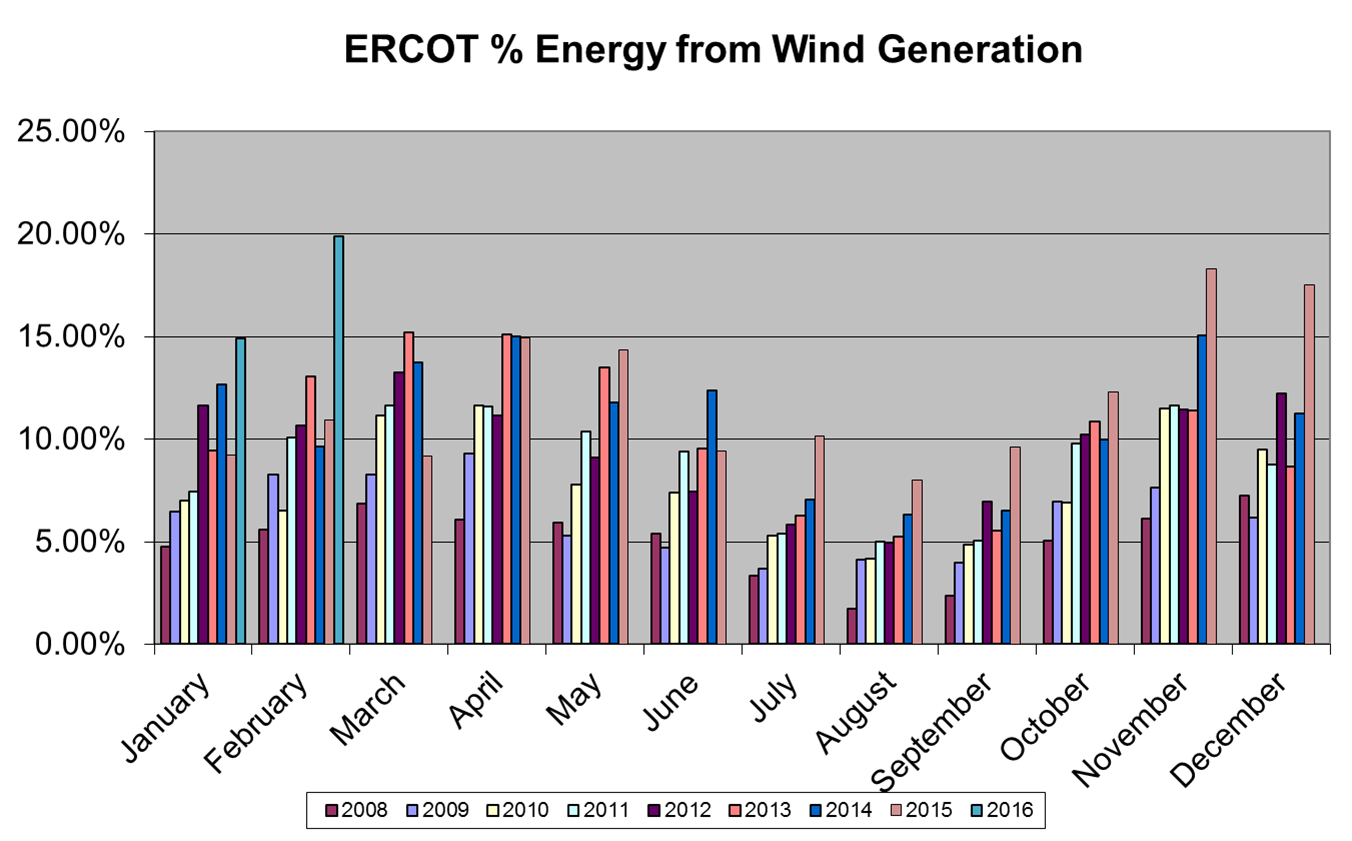 ERCOT % Energy from Wind Generation
25.00%
20.00%
15.00%
10.00%
5.00%
0.00%
January
February
March
April
May
June
July
August
September
October
November
December
2008 2009 2010 2011 2012 2013 2014 2015 2016